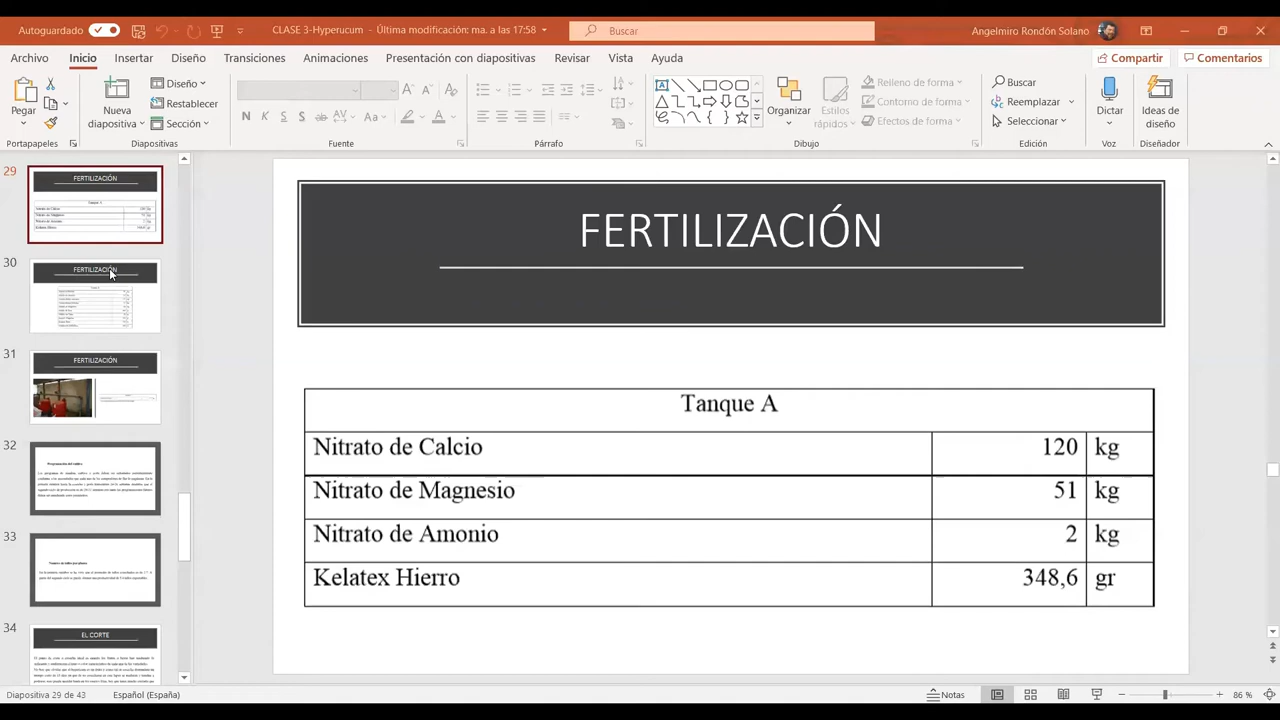 Autoguardado
CLASE 3-Hyperucum - Última modificación: ma. a las 17:58
Buscar
Angelmiro Rondón Solano
Archivo Inicio Insertar Diseño Transiciones Animaciones Presentación con diapositivas Revisar Vista Ayuda
Compartir Comentarios
Pegar
Nueva diapositiva
Diseño
Restablecer
Sección
N K S S ab AV Aa A A A
Organizar
Estilos rápidos
Relleno de forma
Contorno de forma
Efectos de forma
Buscar
Reemplazar
Seleccionar
Dictar
Ideas de diseño
Portapapeles Diapositivas Fuente Párrafo Dibujo Edición Voz Diseñador
29
FERTILIZACIÓN
Tanque A
30
FERTILIZACIÓN
31
FERTILIZACIÓN
32
33
34
EL CORTE
FERTILIZACIÓN
Tanque A
Nitrato de Calcio 120 kg
Nitrato de Magnesio 51 kg
Nitrato de Amonio 2 kg
Kelatex Hierro 348,6 gr
Diapositiva 29 de 43 Español (España) Notas 86 %